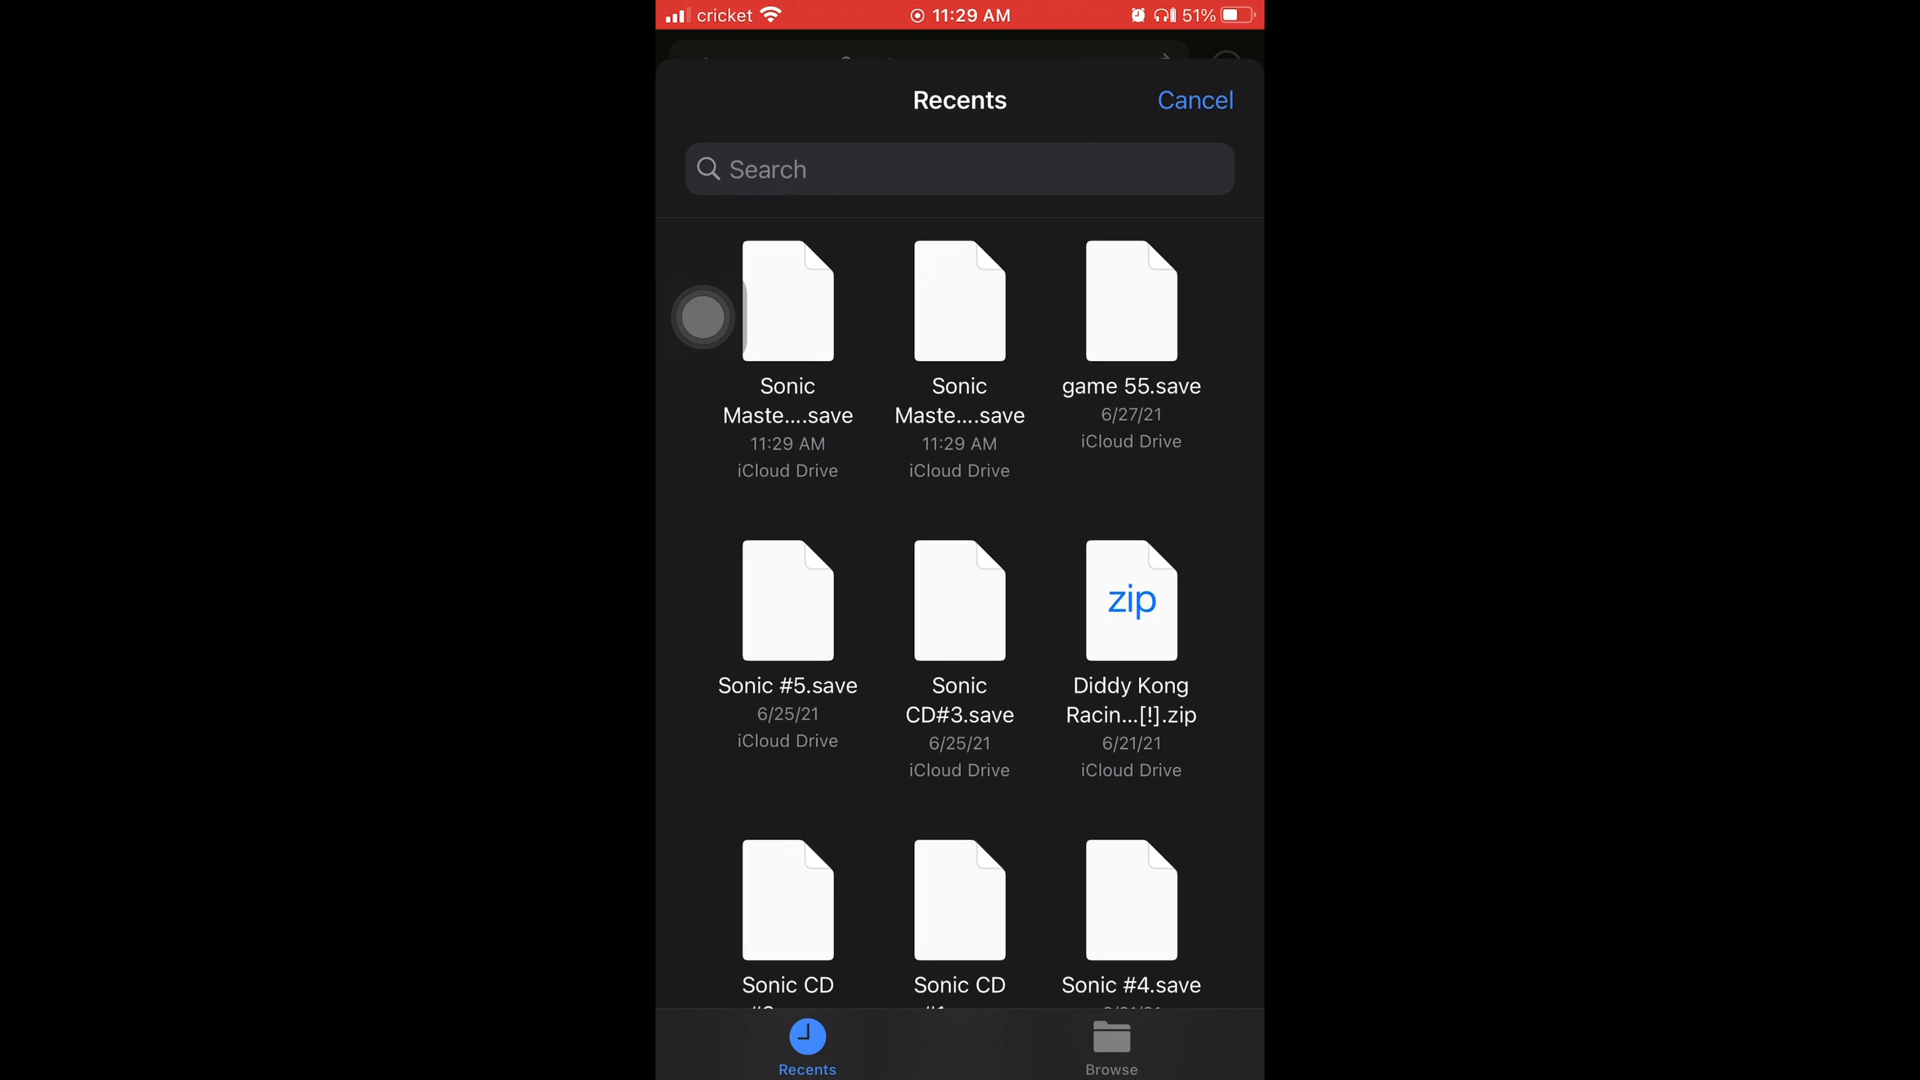 cricket 11:29 AM 51%
Recents Cancel
Search
Sonic Sonic game 55.save
Maste....save Maste....save 6/27/21
11:29 AM 11:29 AM iCloud Drive
iCloud Drive iCloud Drive
zip
Sonic #5.save Sonic Diddy Kong
6/25/21 CD#3.save Racin...[!].zip
iCloud Drive 6/25/21 6/21/21
iCloud Drive iCloud Drive
Sonic CD Sonic CD Sonic #4.save
Recents Browse